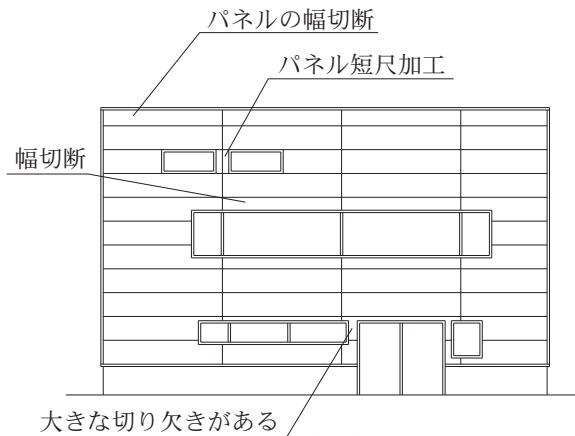 パネルの幅切断
パネル短尺加工
幅切断
大きな切り欠きがある